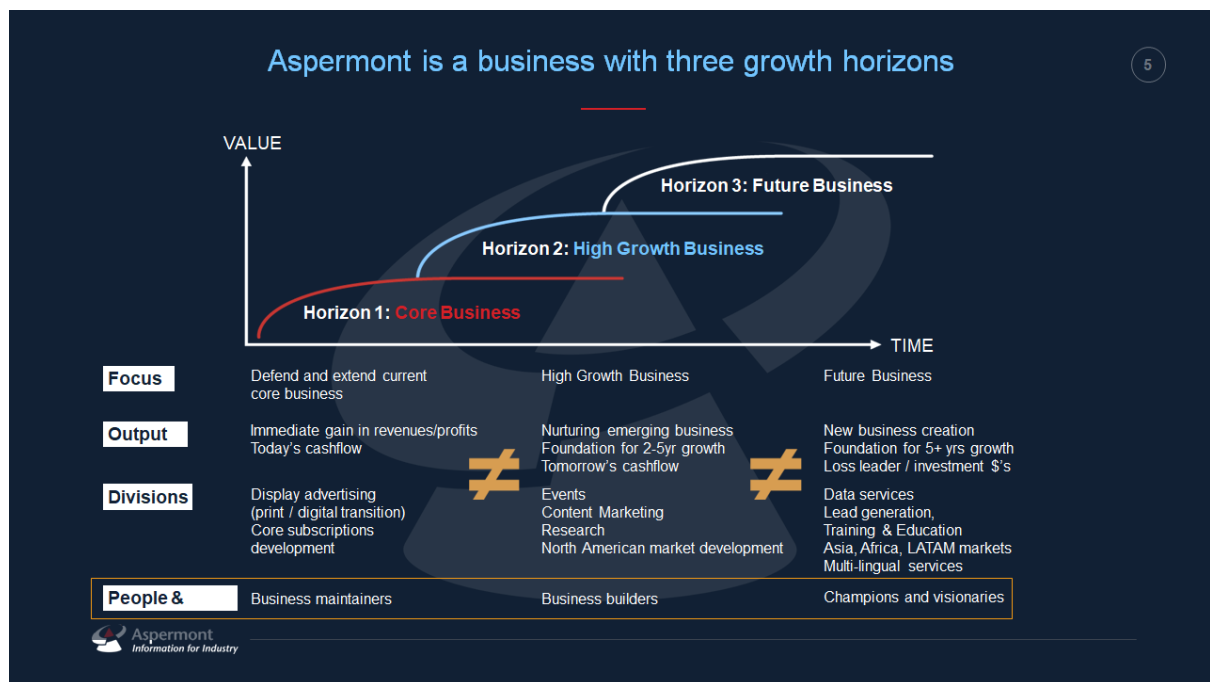 Aspermont is a business with three growth horizons
5
VALUE
Horizon 3: Future Business
Horizon 2: High Growth Business
Horizon 1: Core Business
TIME
Focus
Defend and extend current
core business
High Growth Business
Future Business
Output
Immediate gain in revenues/profits
Today's cashflow
Nurturing emerging business
Foundation for 2-5yr growth
Tomorrow's cashflow
New business creation
Foundation for 5+ yrs growth
Loss leader / investment $'s
≠
≠
Divisions
Display advertising
(print / digital transition)
Core subscriptions
development
Events
Content Marketing
Research
North American market development
Data services
Lead generation,
Training & Education
Asia, Africa, LATAM markets
Multi-lingual services
People &
Business maintainers
Business builders
Champions and visionaries
Aspermont
Information for Industry